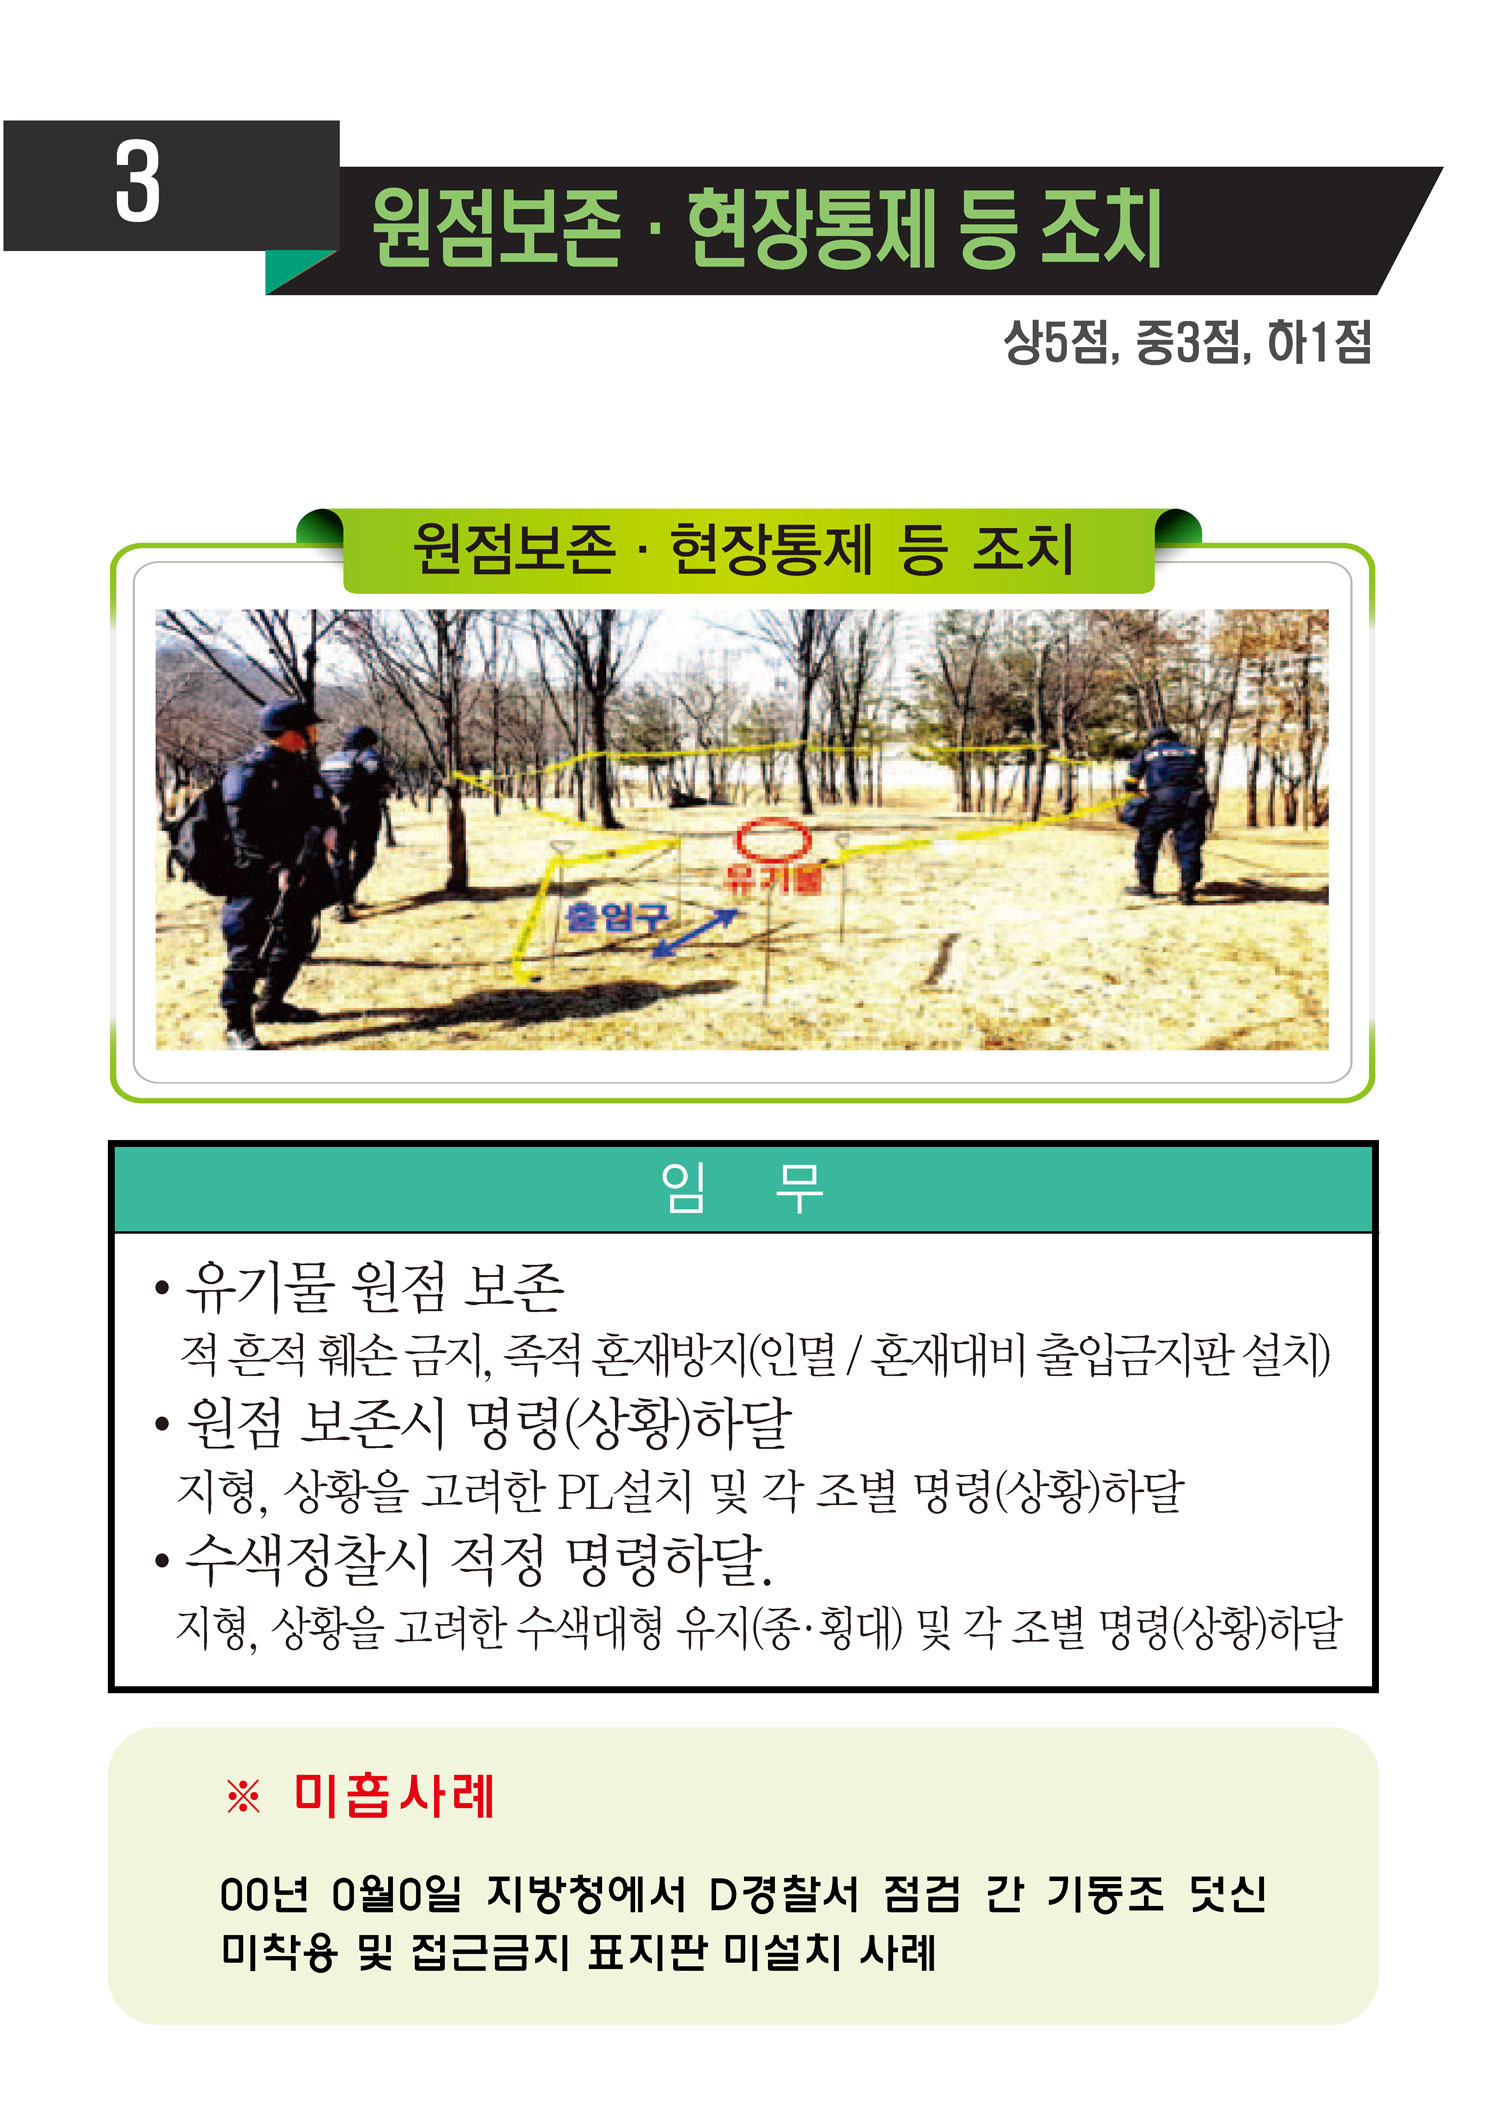 3
원점보존 · 현장통제 등 조치
상5점, 중3점, 하1점
원점보존 · 현장통제 등 조치
유기물
출입구
임 무
• 유기물 원점 보존
적 흔적 훼손 금지, 족적 혼재방지(인멸 / 혼재대비 출입금지판 설치)
• 원점 보존시 명령(상황)하달
지형, 상황을 고려한 PL설치 및 각 조별 명령(상황)하달
• 수색정찰시 적정 명령하달.
지형, 상황을 고려한 수색대형 유지(종·횡대) 및 각 조별 명령(상황)하달
※ 미흡사례
00년 0월0일 지방청에서 D경찰서 점검 간 기동조 덧신
미착용 및 접근금지 표지판 미설치 사례